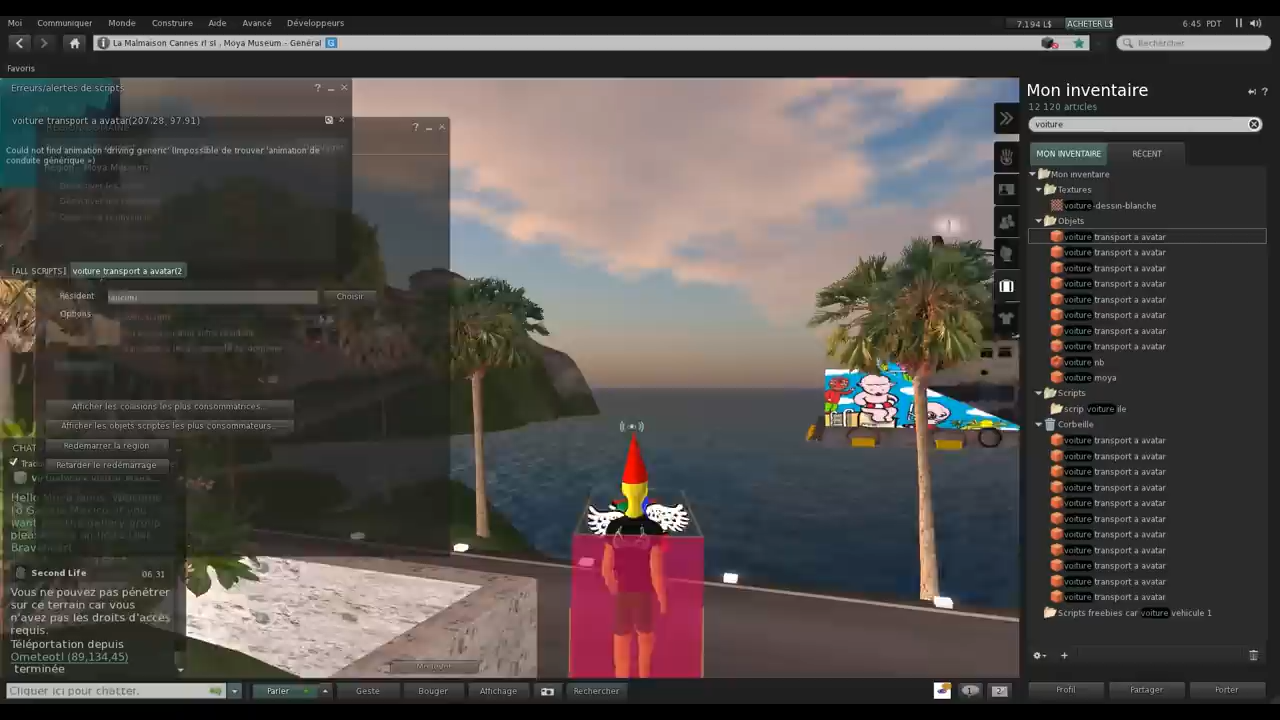 Moi Communiquer Monde Construire Aide Avancé Développeurs
7,194 L$ ACHETER L$ 6:45 PDT
La Malmaison Cannes r! s! , Moya Museum - Général G
Rechercher
Favoris
Erreurs/alertes de scripts ? _ ×
voiture transport a avatar(207.28, 97.91)
Could not find animation 'driving generic' (Impossible de trouver 'animation de
conduite générique »)
Région : Moya Museum
[ALL SCRIPTS] voiture transport a avatar(2
Résident Choisir
Options
Afficher les collisions les plus consommatrices...
Afficher les objets scriptés les plus consommateurs...
Redémarrer la région
Retarder le redémarrage
CHAT
Bravehea
Second Life 06:31
Vous ne pouvez pas pénétrer
sur ce terrain car vous
n'avez pas les droits d'accès
requis.
Téléportation depuis
Ometeotl (89,134,45)
terminée
Cliquer ici pour chatter.
Parler Geste Bouger Affichage Rechercher
1 2
Mon inventaire
12 120 articles
voiture
MON INVENTAIRE RÉCENT
Mon inventaire
Textures
voiture-dessin-blanche
Objets
voiture transport a avatar
voiture transport a avatar
voiture transport a avatar
voiture transport a avatar
voiture transport a avatar
voiture transport a avatar
voiture transport a avatar
voiture transport a avatar
voiture nb
voiture moya
Scripts
scrip voiture ile
Corbeille
voiture transport a avatar
voiture transport a avatar
voiture transport a avatar
voiture transport a avatar
voiture transport a avatar
voiture transport a avatar
voiture transport a avatar
voiture transport a avatar
voiture transport a avatar
voiture transport a avatar
voiture transport a avatar
Scripts freebies car voiture vehicule 1
Profil Partager Porter